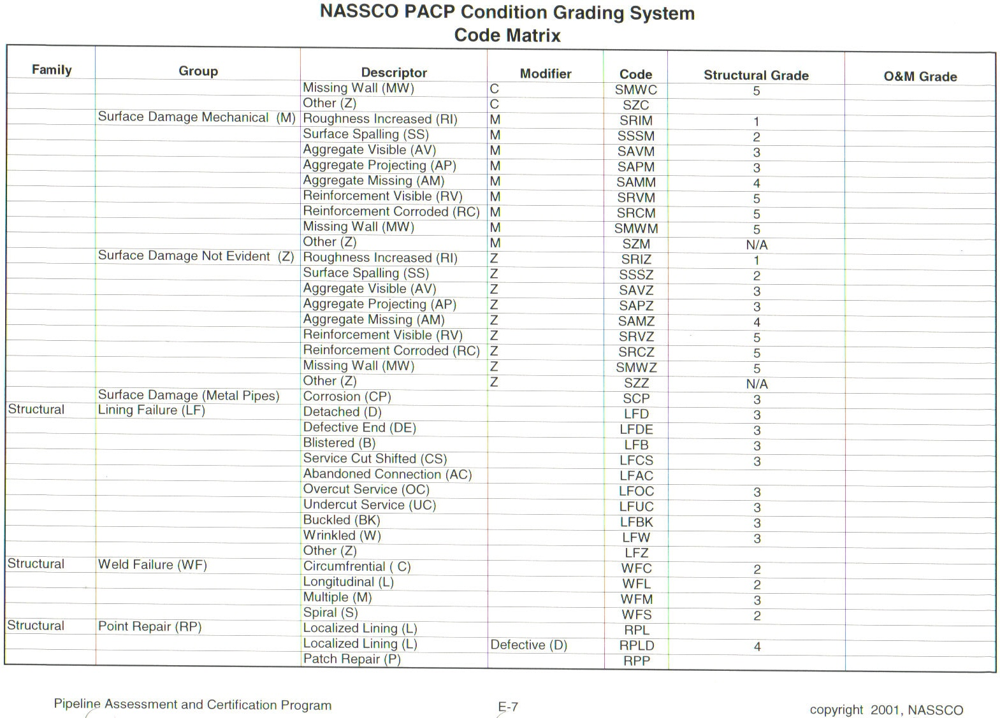 NASSCO PACP Condition Grading System
Code Matrix
Family Group Descriptor Modifier Code Structural Grade O&M Grade
Missing Wall (MW) C SMWC 5
Other (Z) C SZC
Surface Damage Mechanical (M) Roughness Increased (RI) M SRIM 1
Surface Spalling (SS) M SSSM 2
Aggregate Visible (AV) M SAVM 3
Aggregate Projecting (AP) M SAPM 3
Aggregate Missing (AM) M SAMM 4
Reinforcement Visible (RV) M SRVM 5
Reinforcement Corroded (RC) M SRCM 5
Missing Wall (MW) M SMWM 5
Other (Z) M SZM N/A
Surface Damage Not Evident (Z) Roughness Increased (RI) Z SRIZ 1
Surface Spalling (SS) Z SSSZ 2
Aggregate Visible (AV) Z SAVZ 3
Aggregate Projecting (AP) Z SAPZ 3
Aggregate Missing (AM) Z SAMZ 4
Reinforcement Visible (RV) Z SRVZ 5
Reinforcement Corroded (RC) Z SRCZ 5
Missing Wall (MW) Z SMWZ 5
Other (Z) Z SZZ N/A
Surface Damage (Metal Pipes) Corrosion (CP) SCP 3
Structural Lining Failure (LF) Detached (D) LFD 3
Defective End (DE) LFDE 3
Blistered (B) LFB 3
Service Cut Shifted (CS) LFCS 3
Abandoned Connection (AC) LFAC
Overcut Service (OC) LFOC 3
Undercut Service (UC) LFUC 3
Buckled (BK) LFBK 3
Wrinkled (W) LFW 3
Other (Z) LFZ
Structural Weld Failure (WF) Circumfrential ( C) WFC 2
Longitudinal (L) WFL 2
Multiple (M) WFM 3
Spiral (S) WFS 2
Structural Point Repair (RP) Localized Lining (L) RPL
Localized Lining (L) Defective (D) RPLD 4
Patch Repair (P) RPP
Pipeline Assessment and Certification Program E-7 copyright 2001, NASSCO